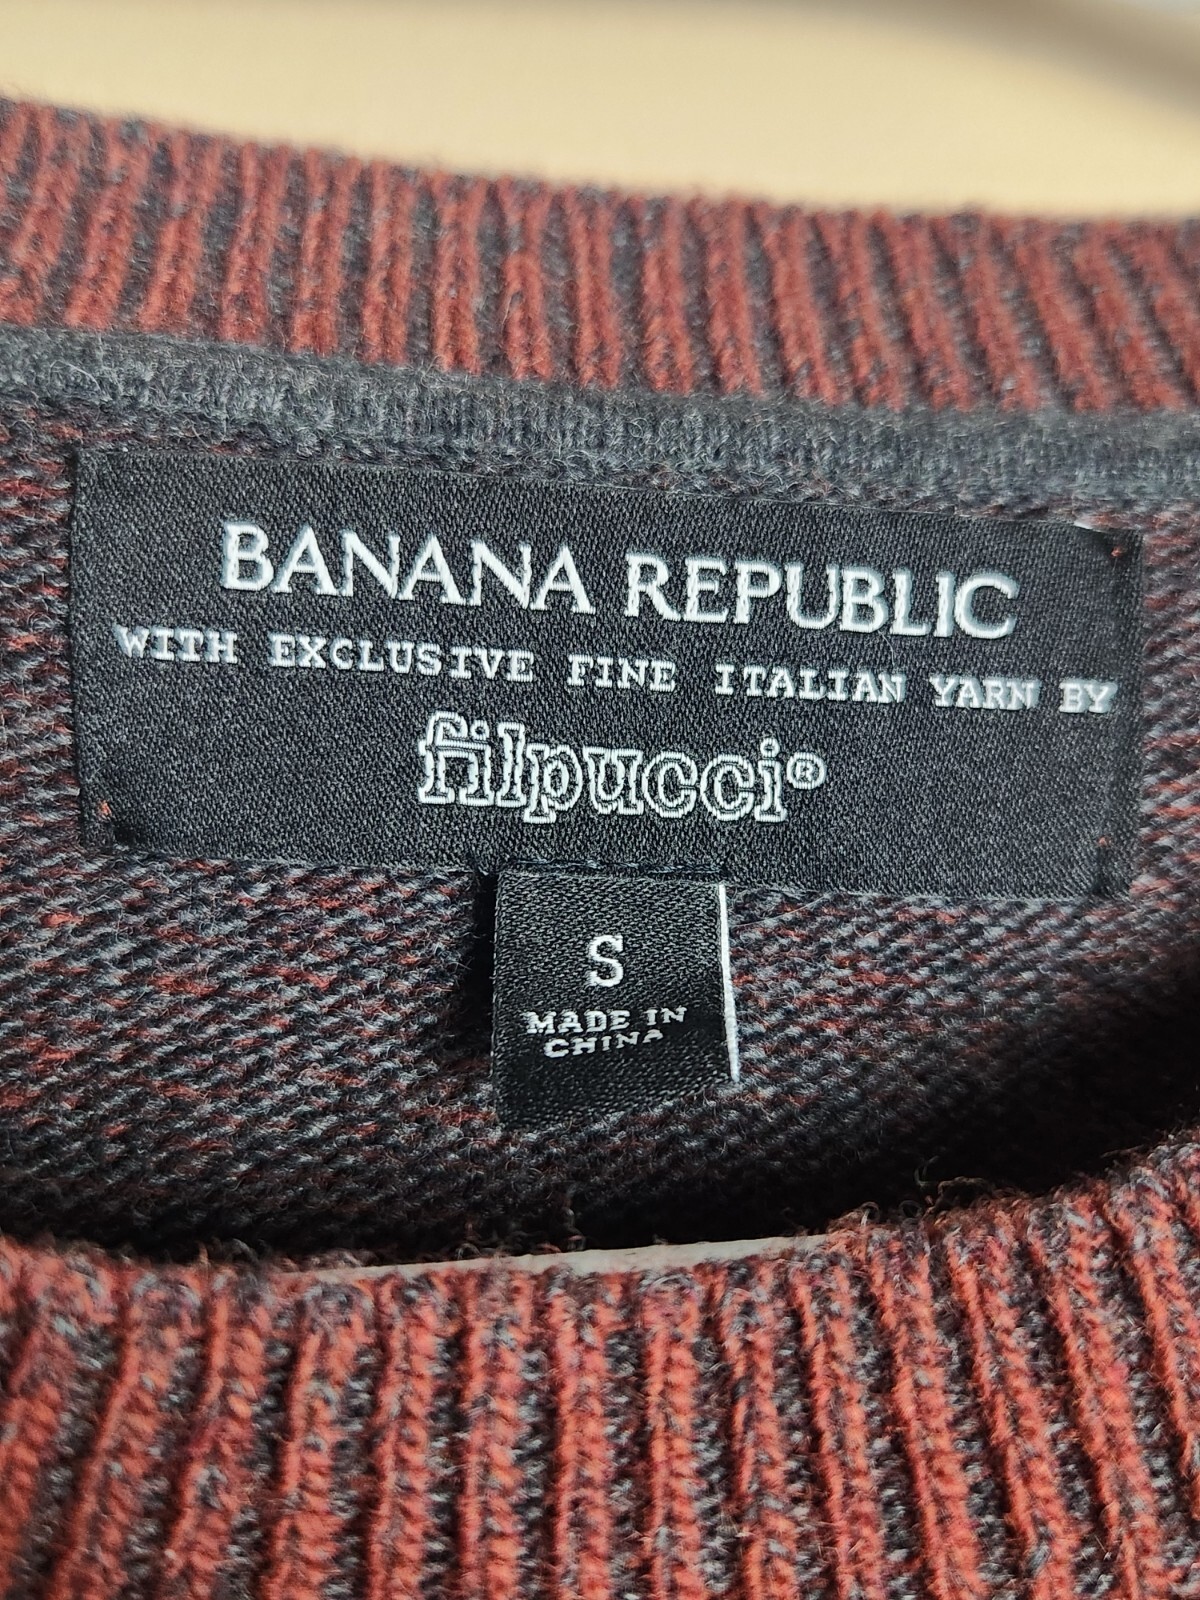 BANANA REPUBLIC
WITH EXCLUSIVE FINE ITALIAN YARN BY
filpucci®
S
MADE IN
CHINA